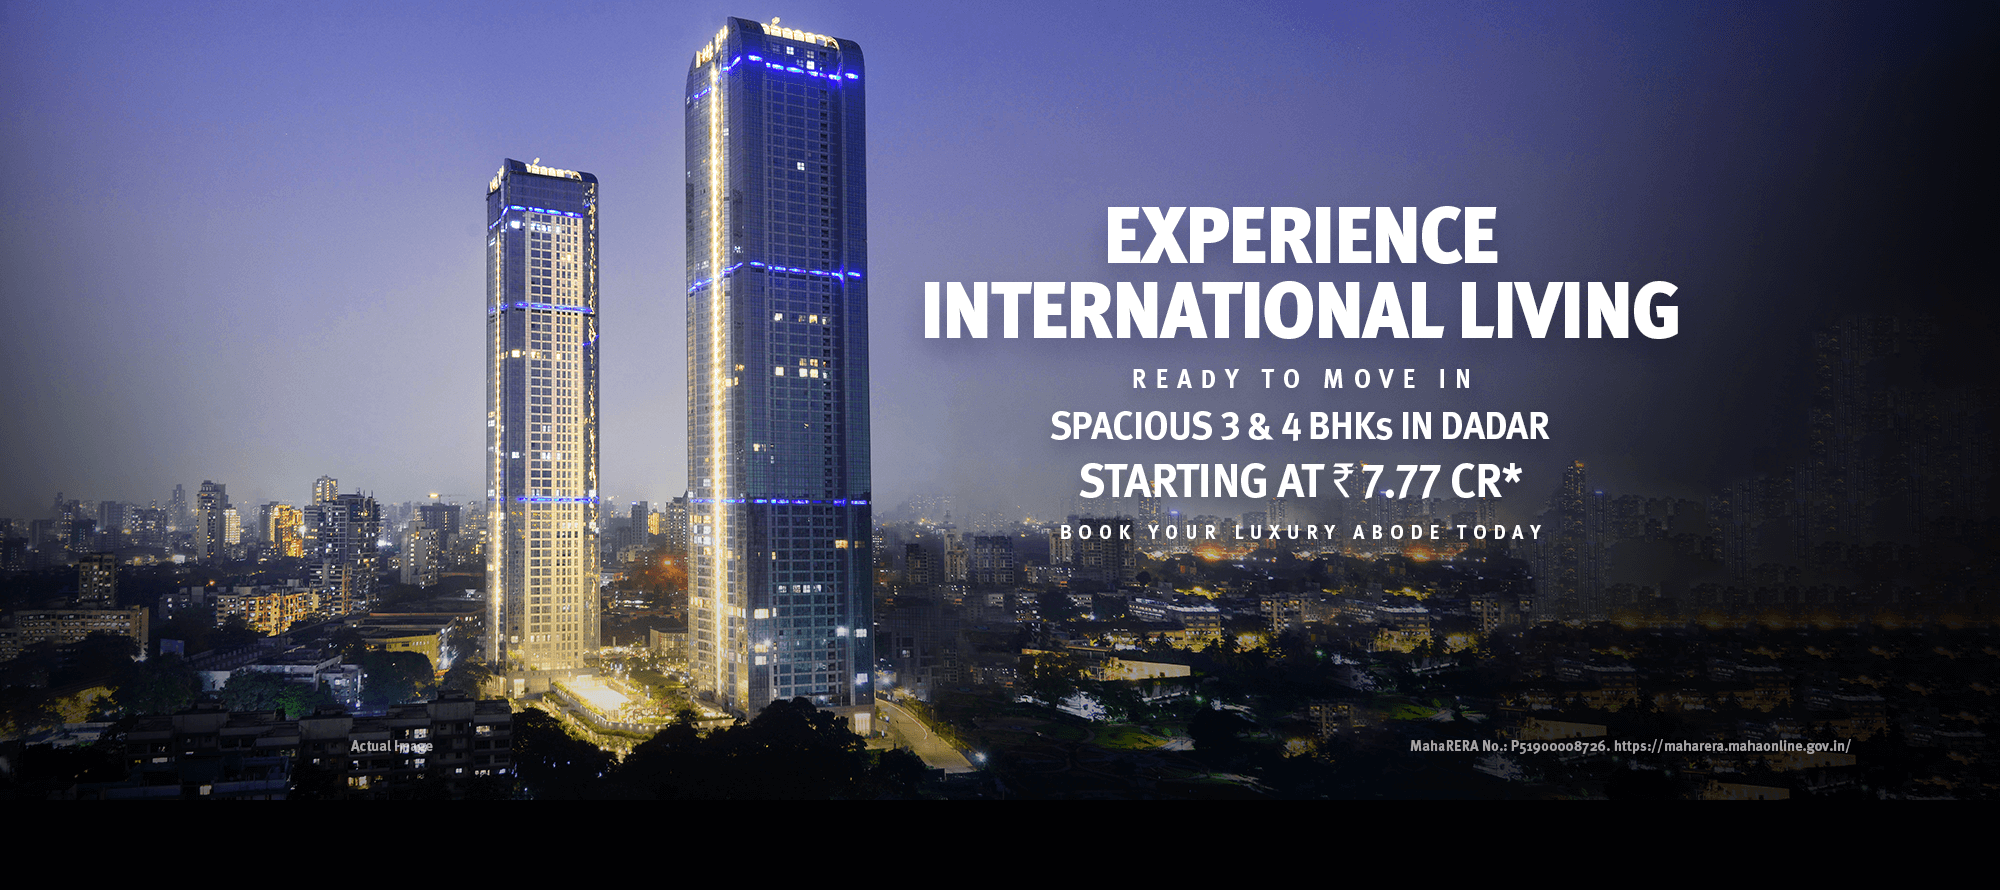 EXPERIENCE
INTERNATIONAL LIVING
READY TO MOVE IN
SPACIOUS 3 & 4 BHKs IN DADAR
STARTING AT ₹ 7.77 CR*
BOOK YOUR LUXURY ABODE TODAY
Actual Image
MahaRERA No.: P51900008726. https://maharera.mahaonline.gov.in/